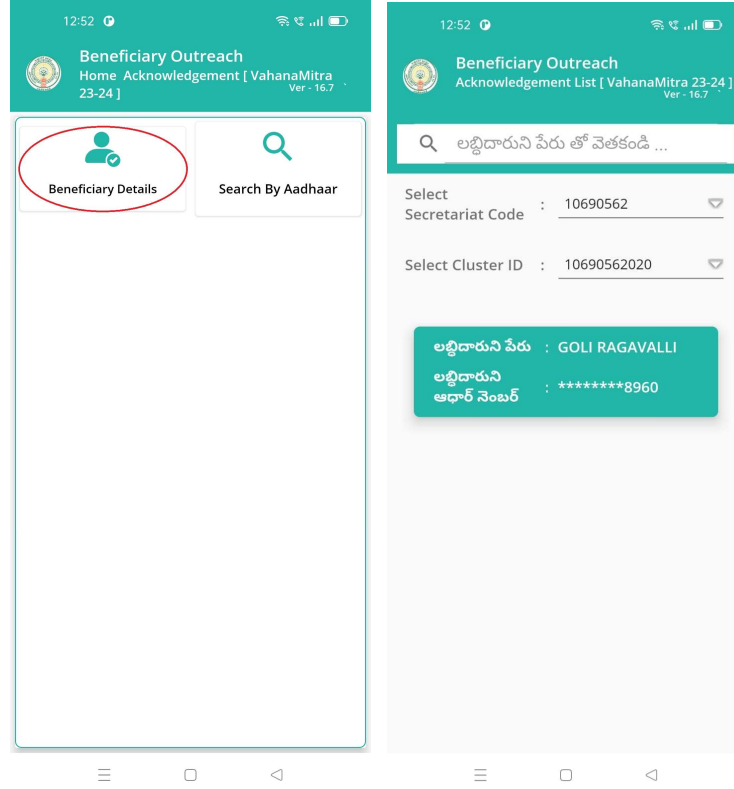 12:52
Beneficiary Outreach
Home Acknowledgement [ VahanaMitra
23-24 ]
Ver - 16.7
Beneficiary Details
Search By Aadhaar
12:52
Beneficiary Outreach
Acknowledgement List [ VahanaMitra 23-24 ]
Ver - 16.7
లబ్ధిదారుని పేరు తో వెతకండి ...
Select
Secretariat Code : 10690562
Select Cluster ID : 10690562020
లబ్ధిదారుని పేరు : GOLI RAGAVALLI
లబ్ధిదారుని
ఆధార్ నెంబర్ : ********8960